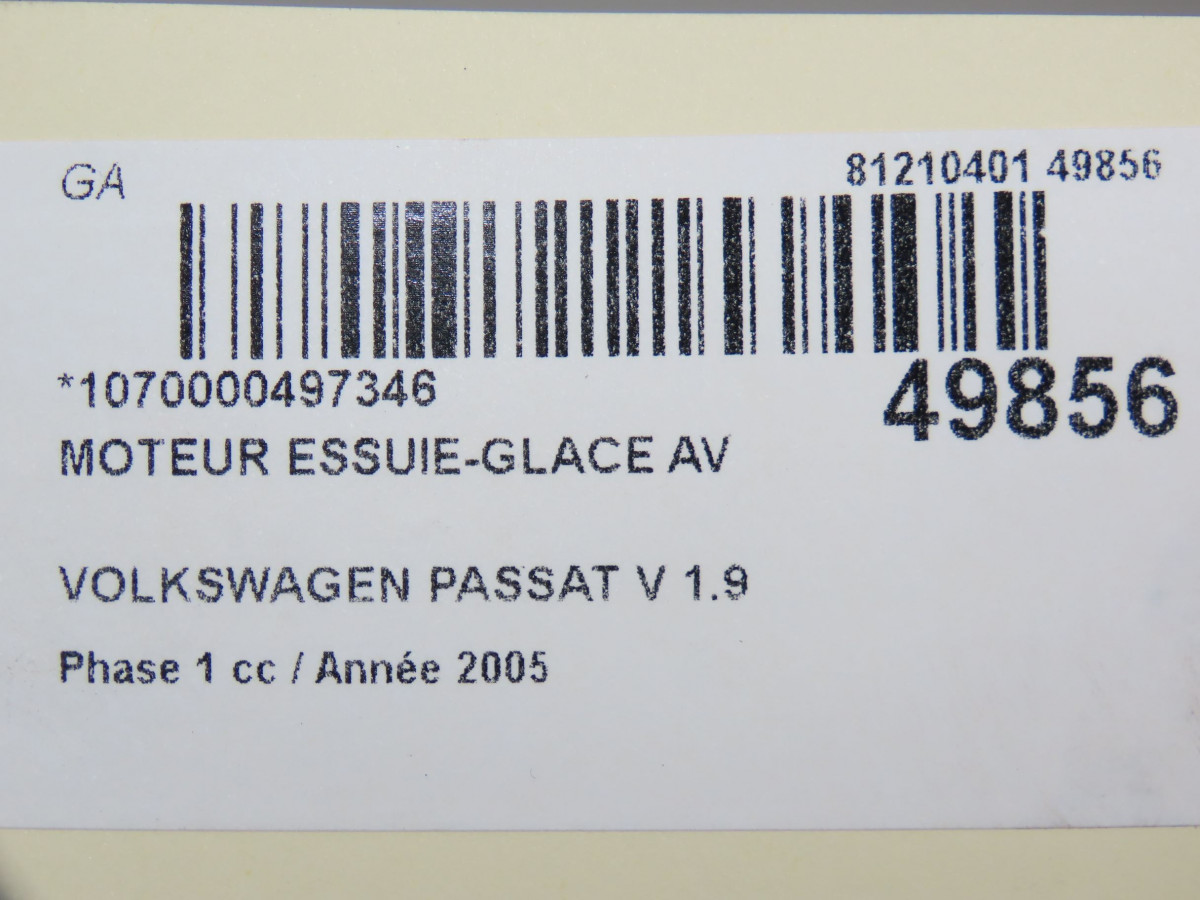 GA
81210401 49856
*1070000497346
49856
MOTEUR ESSUIE-GLACE AV
VOLKSWAGEN PASSAT V 1.9
Phase 1 cc / Année 2005